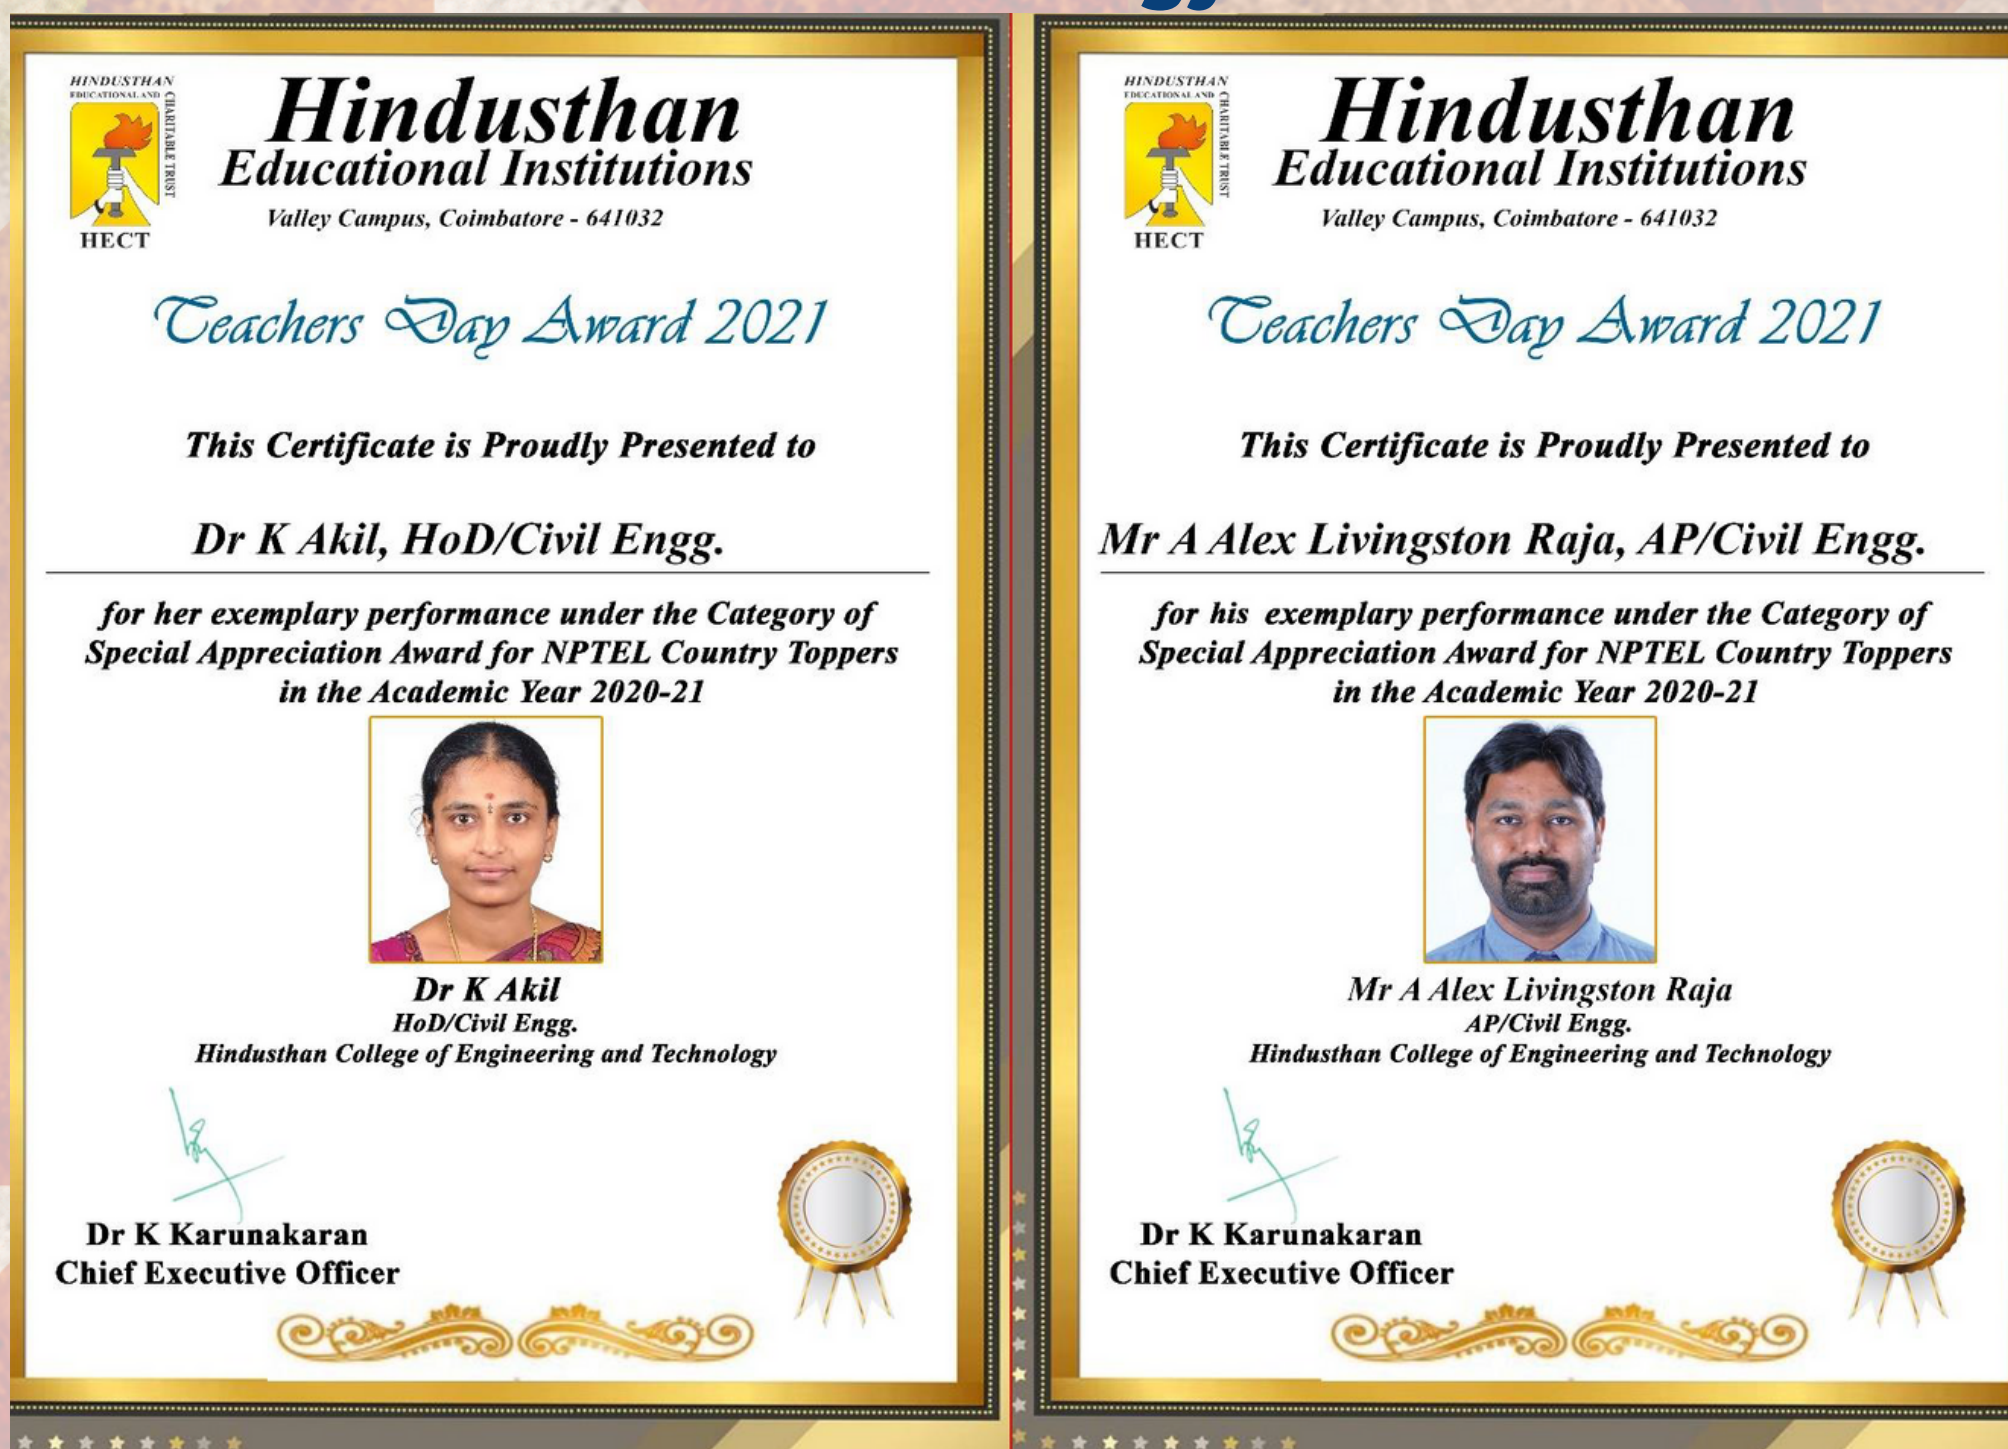 HINDUSTHAN
EDUCATIONAL AND
CHARITABLE TRUST
HECT
Hindusthan
Educational Institutions
Valley Campus, Coimbatore - 641032
Teachers Day Award 2021
This Certificate is Proudly Presented to
Dr K Akil, HoD/Civil Engg.
for her exemplary performance under the Category of
Special Appreciation Award for NPTEL Country Toppers
in the Academic Year 2020-21
Dr K Akil
HoD/Civil Engg.
Hindusthan College of Engineering and Technology
Dr K Karunakaran
Chief Executive Officer
HINDUSTHAN
EDUCATIONAL AND
CHARITABLE TRUST
HECT
Hindusthan
Educational Institutions
Valley Campus, Coimbatore - 641032
Teachers Day Award 2021
This Certificate is Proudly Presented to
Mr A Alex Livingston Raja, AP/Civil Engg.
for his exemplary performance under the Category of
Special Appreciation Award for NPTEL Country Toppers
in the Academic Year 2020-21
Mr A Alex Livingston Raja
AP/Civil Engg.
Hindusthan College of Engineering and Technology
Dr K Karunakaran
Chief Executive Officer